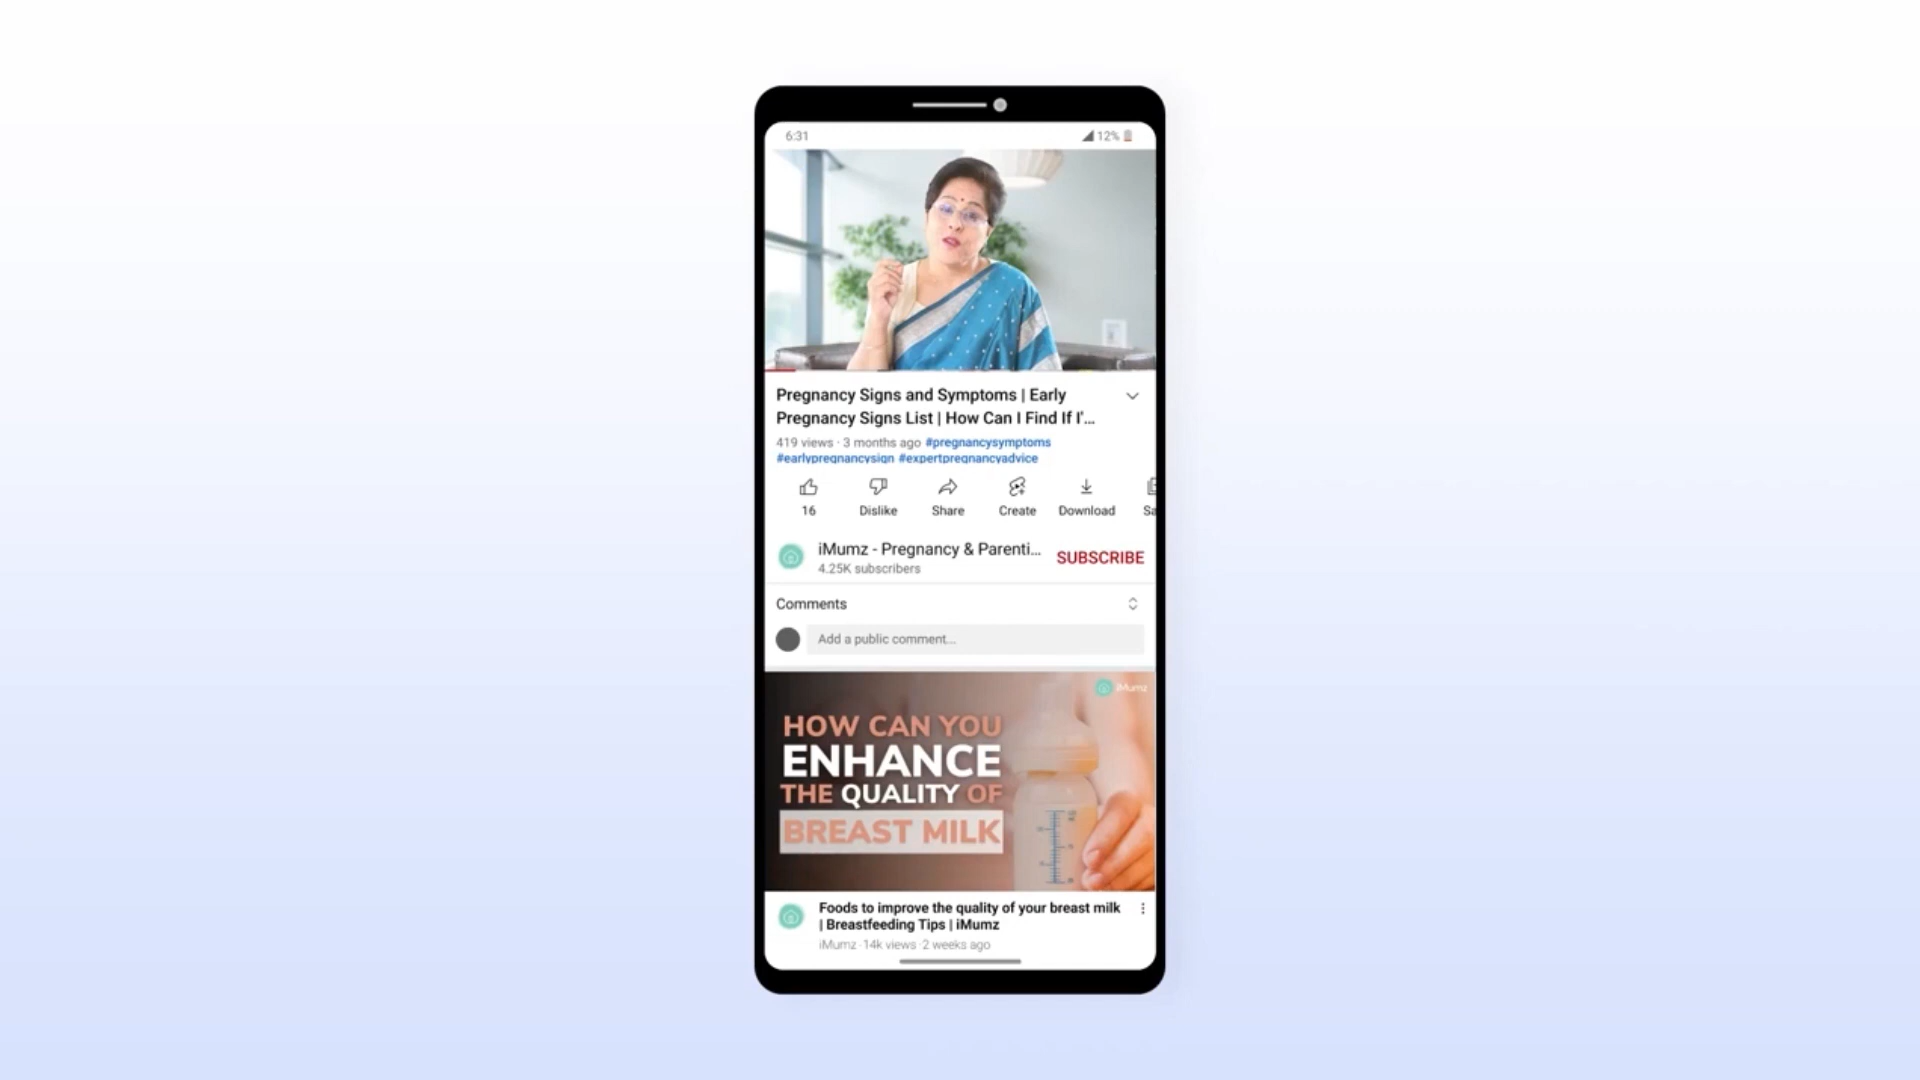 6:31
12%
Pregnancy Signs and Symptoms | Early
Pregnancy Signs List | How Can I Find If I'...
419 views · 3 months ago #pregnancysymptoms
#earlypregnancysign #expertpregnancyadvice
16
Dislike
Share
Create
Download
Sa
iMumz - Pregnancy & Parenti...
SUBSCRIBE
4.25K subscribers
Comments
Add a public comment...
iMumz
HOW CAN YOU
ENHANCE
THE QUALITY OF
BREAST MILK
Foods to improve the quality of your breast milk
| Breastfeeding Tips | iMumz
iMumz · 14k views · 2 weeks ago